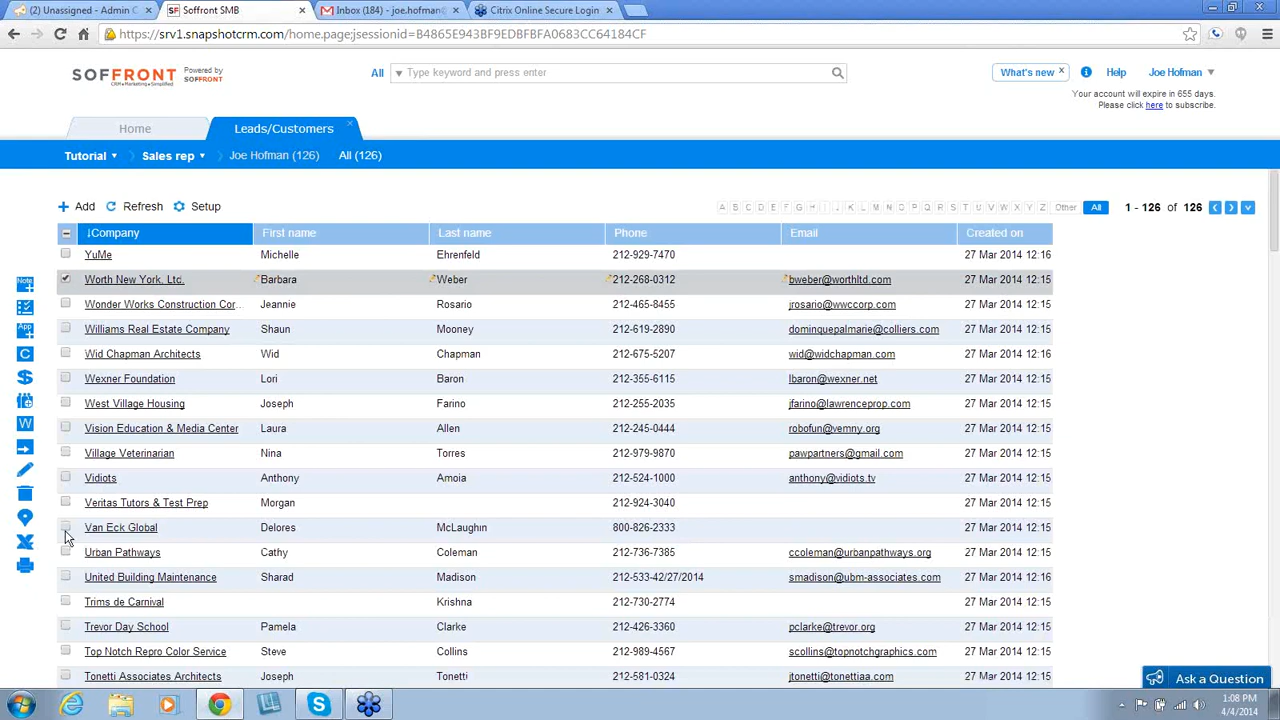 (2) Unassigned - Admin C
Soffront SMB
Inbox (184) - joe.hofman@
Citrix Online Secure Login
https://srv1.snapshotcrm.com/home.page;jsessionid=B4865E943BF9EDBFBFA0683CC64184CF
SOFFRONT
CRM+Marketing+Simplified
Powered by
SOFFRONT
All
Type keyword and press enter
What's new x
Help
Joe Hofman
Your account will expire in 655 days.
Please click here to subscribe.
Home
Leads/Customers
Tutorial
Sales rep
Joe Hofman (126)
All (126)
Add
Refresh
Setup
A B C D E F G H I J K L M N O P Q R S T U V W X Y Z Other All
1 - 126 of 126
↓Company First name Last name Phone Email Created on
YuMe Michelle Ehrenfeld 212-929-7470 27 Mar 2014 12:16
Worth New York, Ltd. Barbara Weber 212-268-0312 bweber@worthltd.com 27 Mar 2014 12:15
Wonder Works Construction Cor... Jeannie Rosario 212-465-8455 jrosario@wwccorp.com 27 Mar 2014 12:15
Williams Real Estate Company Shaun Mooney 212-619-2890 dominquepalmarie@colliers.com 27 Mar 2014 12:15
Wid Chapman Architects Wid Chapman 212-675-5207 wid@widchapman.com 27 Mar 2014 12:16
Wexner Foundation Lori Baron 212-355-6115 lbaron@wexner.net 27 Mar 2014 12:15
West Village Housing Joseph Farino 212-255-2035 jfarino@lawrenceprop.com 27 Mar 2014 12:15
Vision Education & Media Center Laura Allen 212-245-0444 robofun@vemny.org 27 Mar 2014 12:15
Village Veterinarian Nina Torres 212-979-9870 pawpartners@gmail.com 27 Mar 2014 12:15
Vidiots Anthony Amoia 212-524-1000 anthony@vidiots.tv 27 Mar 2014 12:15
Veritas Tutors & Test Prep Morgan 212-924-3040 27 Mar 2014 12:15
Van Eck Global Delores McLaughin 800-826-2333 27 Mar 2014 12:15
Urban Pathways Cathy Coleman 212-736-7385 ccoleman@urbanpathways.org 27 Mar 2014 12:15
United Building Maintenance Sharad Madison 212-533-42/27/2014 smadison@ubm-associates.com 27 Mar 2014 12:16
Trims de Carnival Krishna 212-730-2774 27 Mar 2014 12:15
Trevor Day School Pamela Clarke 212-426-3360 pclarke@trevor.org 27 Mar 2014 12:15
Top Notch Repro Color Service Steve Collins 212-989-4567 scollins@topnotchgraphics.com 27 Mar 2014 12:15
Tonetti Associates Architects Joseph Tonetti 212-581-0324 jtonetti@tonettiaa.com 27 Mar 2014 12:15
Note
App
C
$
W
Ask a Question
1:08 PM
4/4/2014